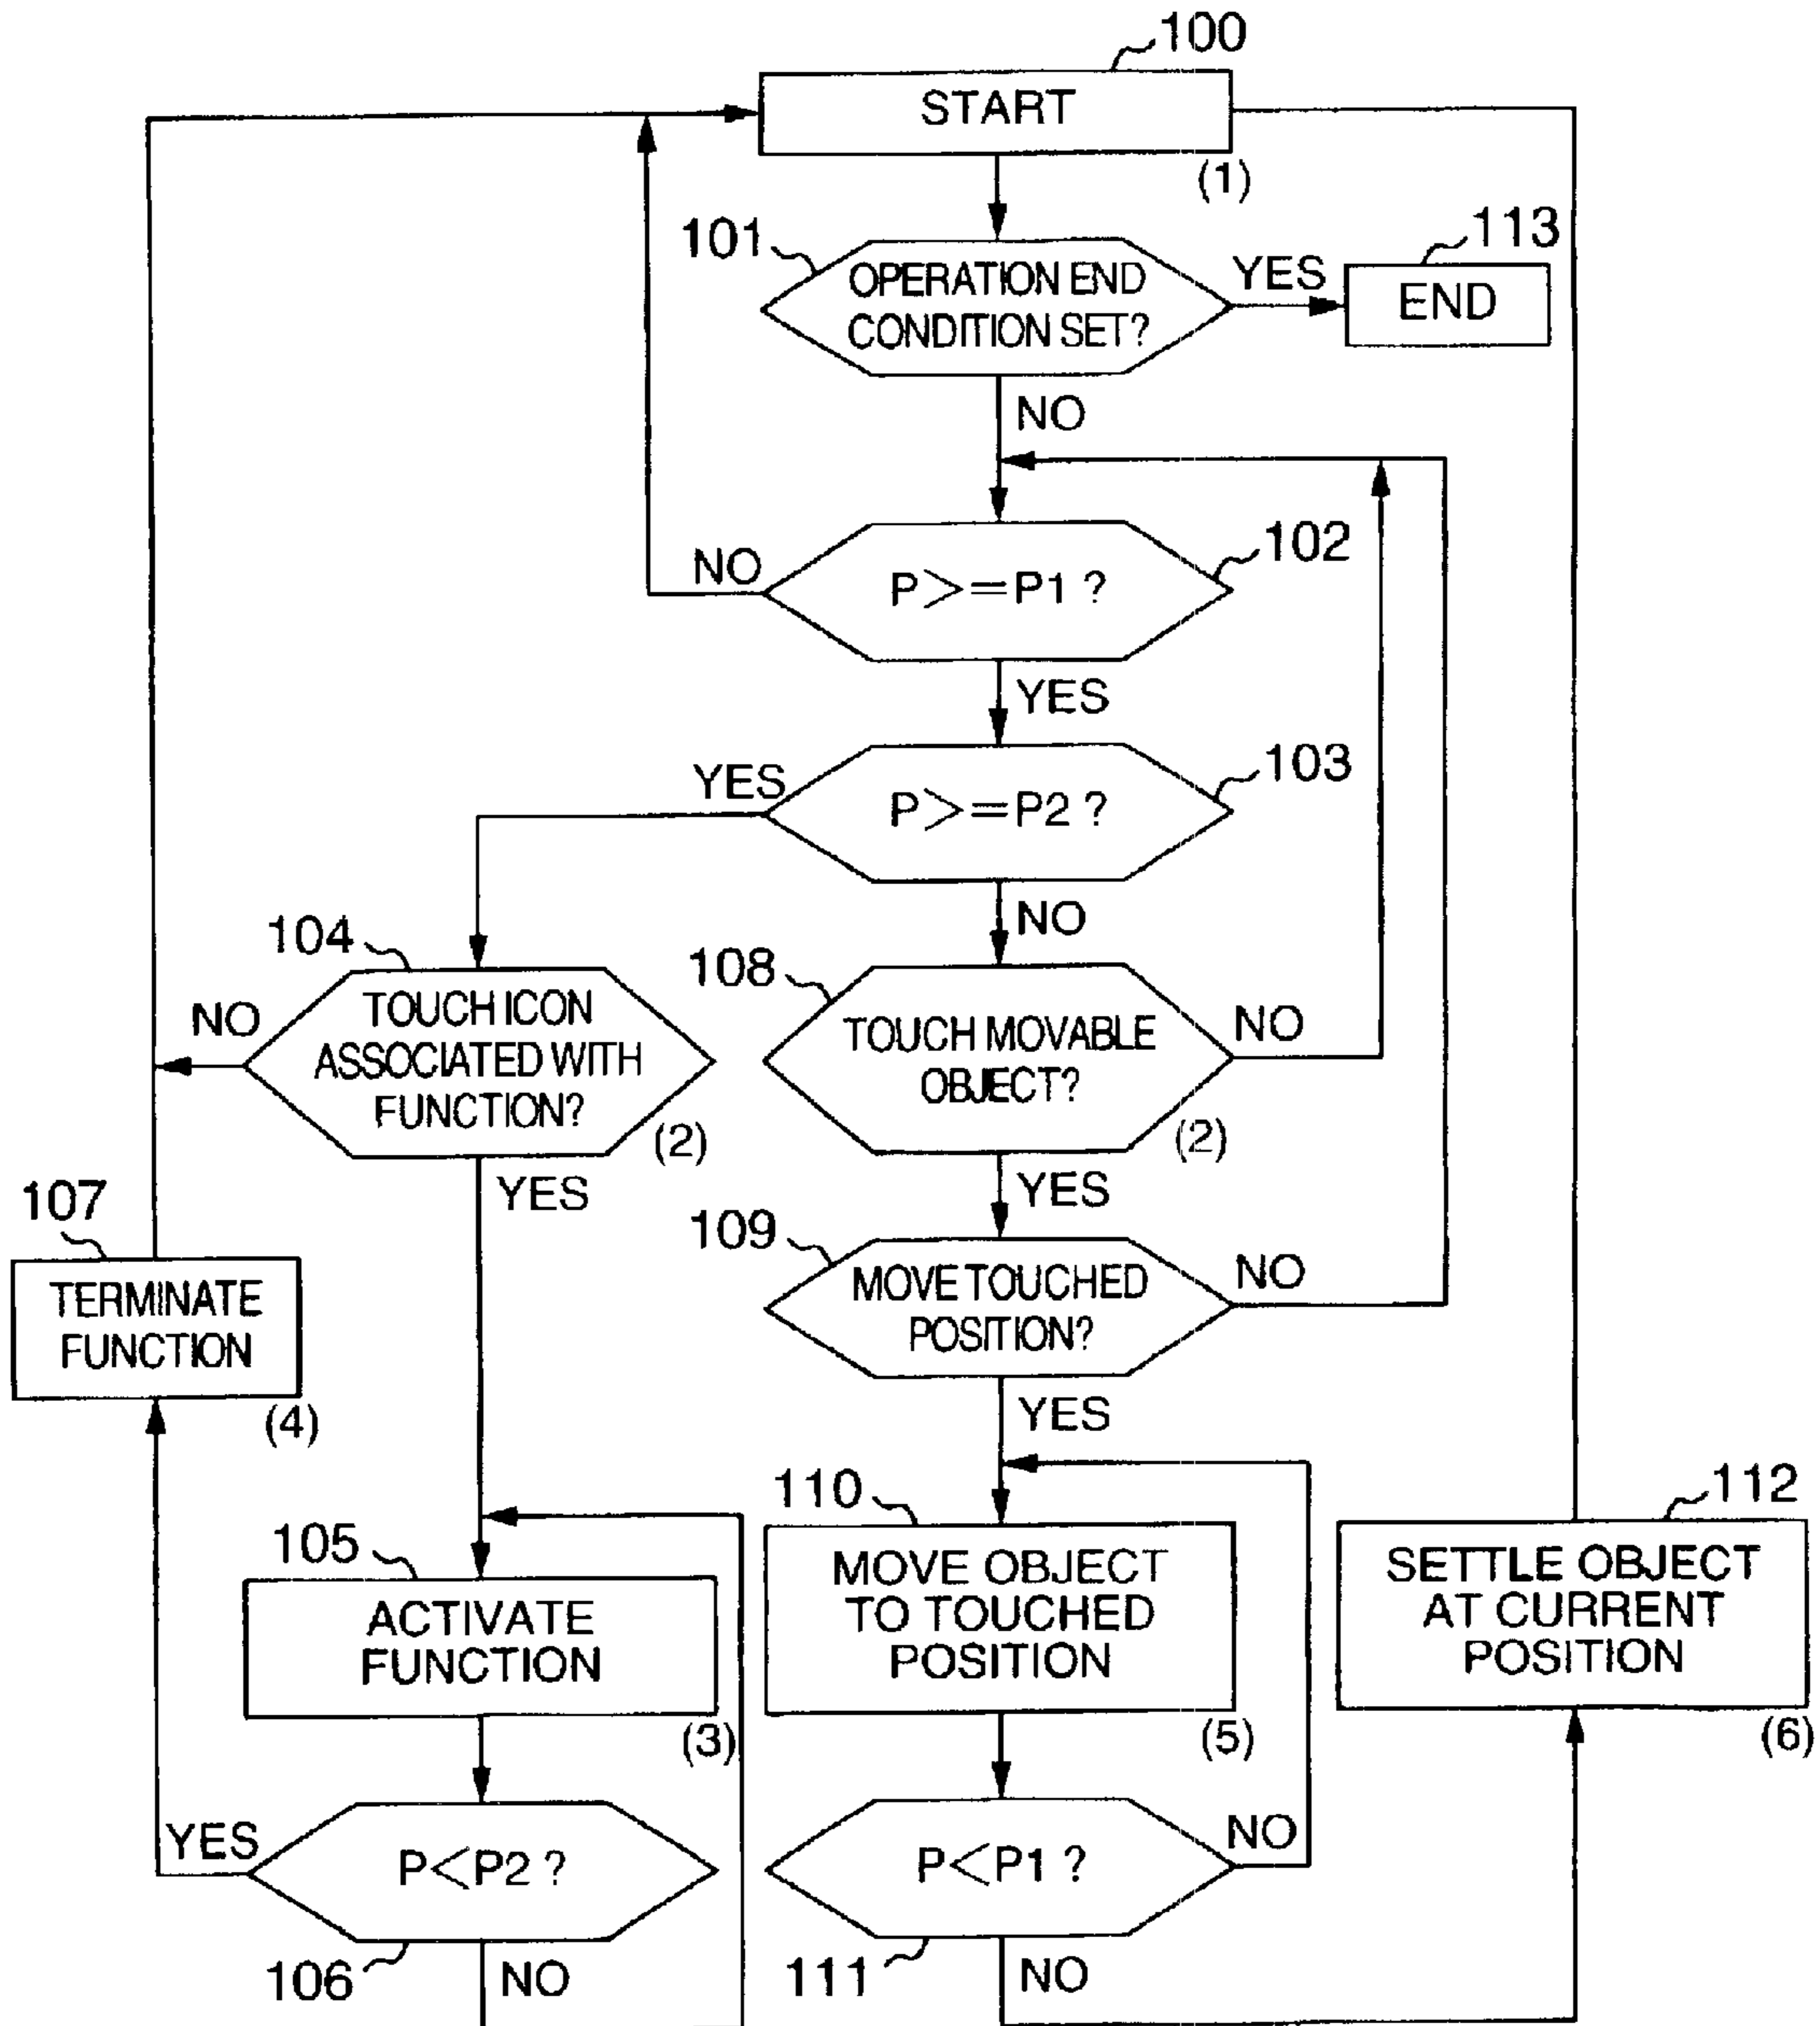 100
START
(1)
101
OPERATION END
CONDITION SET?
YES
113
END
NO
102
P>=P1 ?
NO
YES
103
P>=P2 ?
YES
NO
104
TOUCH ICON
ASSOCIATED WITH
FUNCTION?
(2)
NO
YES
108
TOUCH MOVABLE
OBJECT?
(2)
NO
YES
107
TERMINATE
FUNCTION
(4)
109
MOVE TOUCHED
POSITION?
NO
YES
105
ACTIVATE
FUNCTION
(3)
110
MOVE OBJECT
TO TOUCHED
POSITION
(5)
112
SETTLE OBJECT
AT CURRENT
POSITION
(6)
YES
P<P2 ?
106
NO
P<P1 ?
NO
111
NO